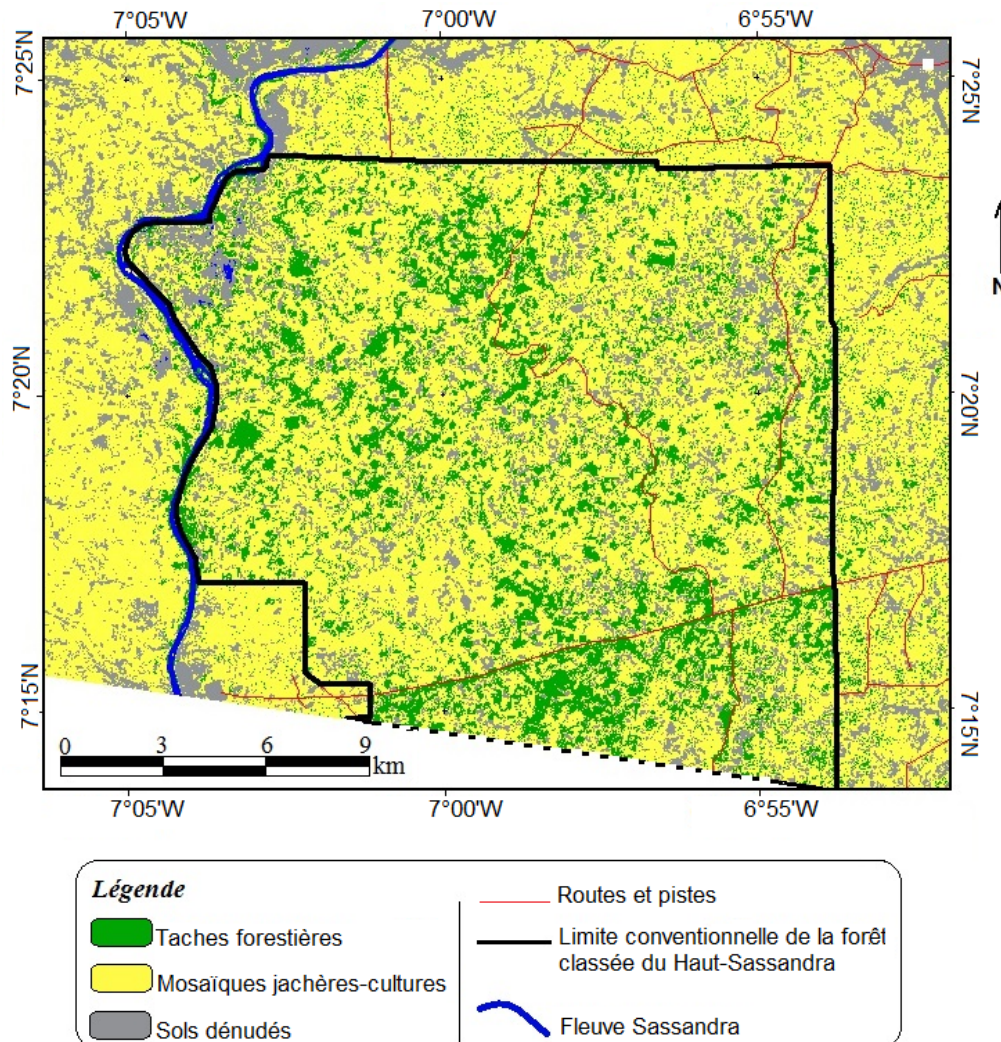 7°05'W 7°00'W 6°55'W
7°25'N 7°25'N
N
7°20'N 7°20'N
7°15'N 7°15'N
0 3 6 9
km
7°05'W 7°00'W 6°55'W
Légende
Taches forestières
Mosaïques jachères-cultures
Sols dénudés
Routes et pistes
Limite conventionnelle de la forêt
classée du Haut-Sassandra
Fleuve Sassandra